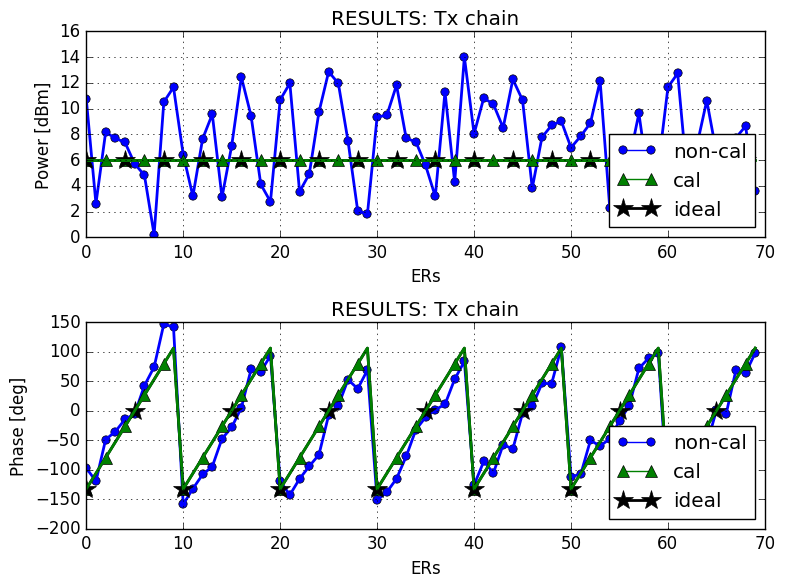 RESULTS: Tx chain
16
14
12
10
8
6
4
2
0
Power [dBm]
non-cal
cal
ideal
0 10 20 30 40 50 60 70
ERs
RESULTS: Tx chain
150
100
50
0
−50
−100
−150
−200
Phase [deg]
non-cal
cal
ideal
0 10 20 30 40 50 60 70
ERs